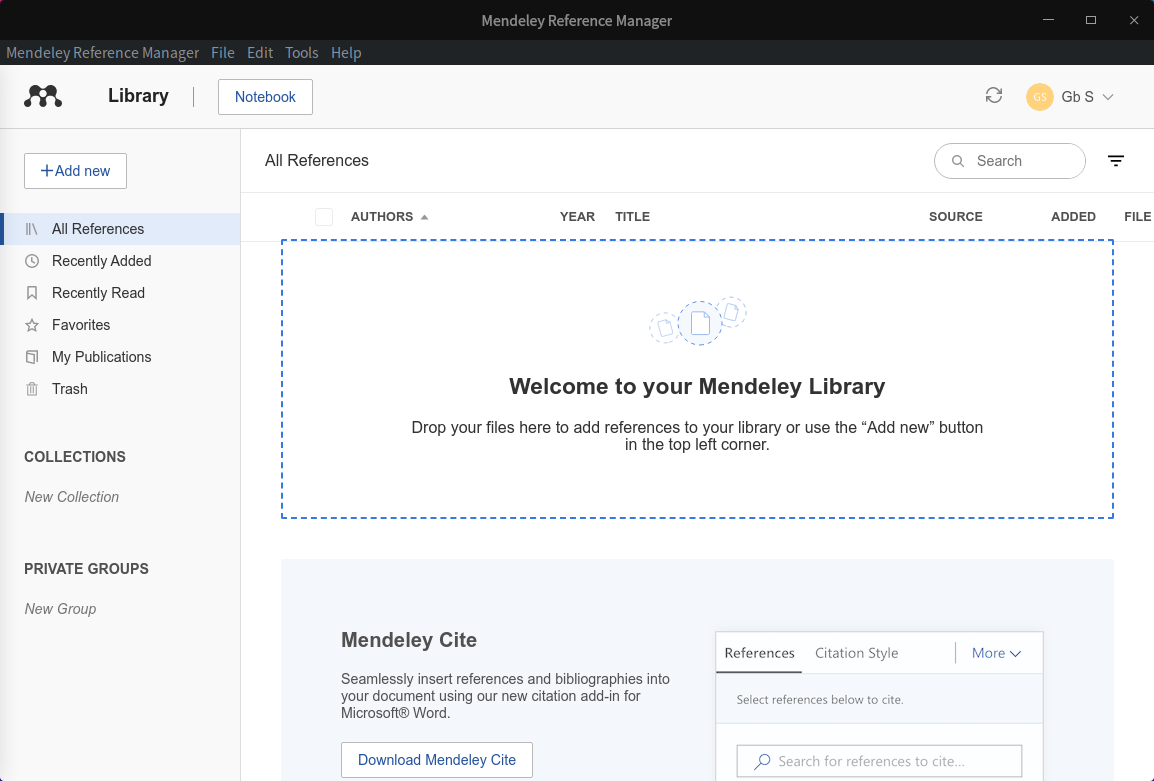 Mendeley Reference Manager
Mendeley Reference Manager File Edit Tools Help
Library
Notebook
GS
Gb S
Add new
All References
Recently Added
Recently Read
Favorites
My Publications
Trash
COLLECTIONS
New Collection
PRIVATE GROUPS
New Group
All References
Search
AUTHORS YEAR TITLE SOURCE ADDED FILE
Welcome to your Mendeley Library
Drop your files here to add references to your library or use the “Add new” button
in the top left corner.
Mendeley Cite
Seamlessly insert references and bibliographies into
your document using our new citation add-in for
Microsoft® Word.
Download Mendeley Cite
References Citation Style More
Select references below to cite.
Search for references to cite...